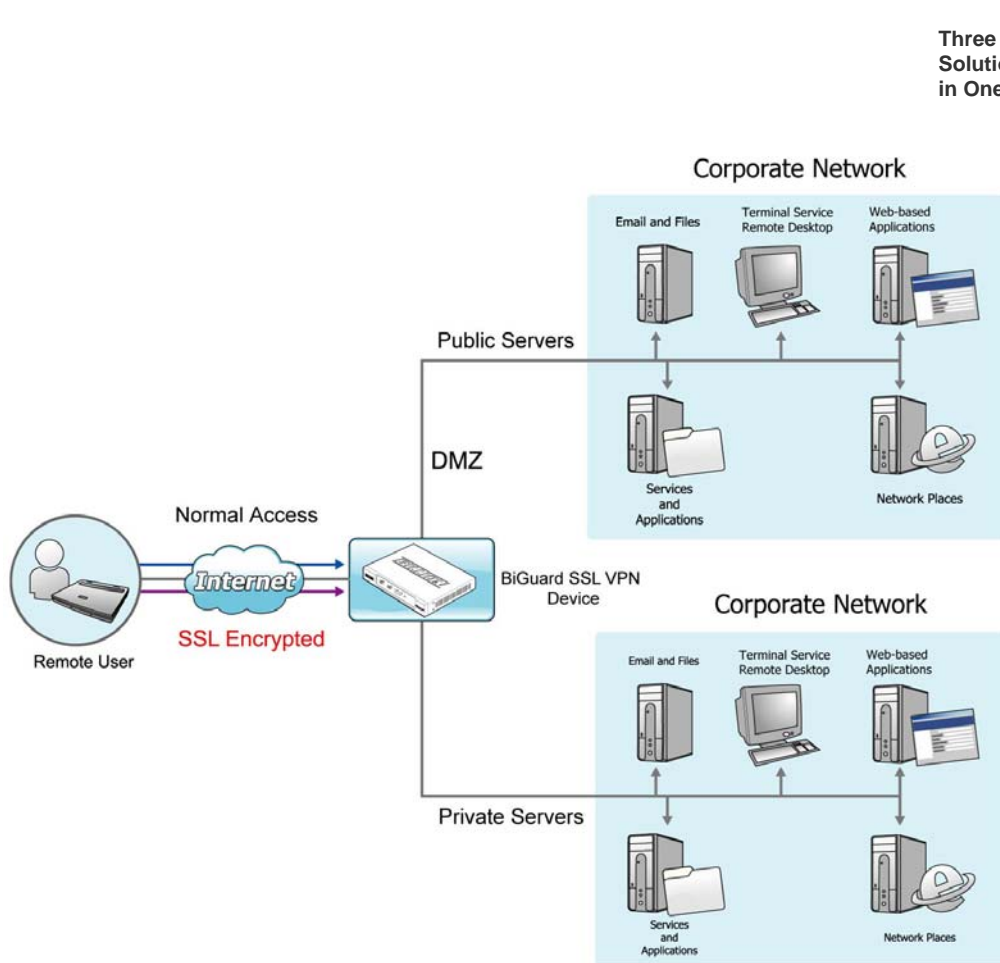 Three
Solutio
in One
Corporate Network
Email and Files
Terminal Service
Remote Desktop
Web-based
Applications
Public Servers
Services
and
Applications
Network Places
DMZ
Normal Access
Internet
SSL Encrypted
Remote User
BiGuard SSL VPN
Device
Corporate Network
Email and Files
Terminal Service
Remote Desktop
Web-based
Applications
Private Servers
Services
and
Applications
Network Places